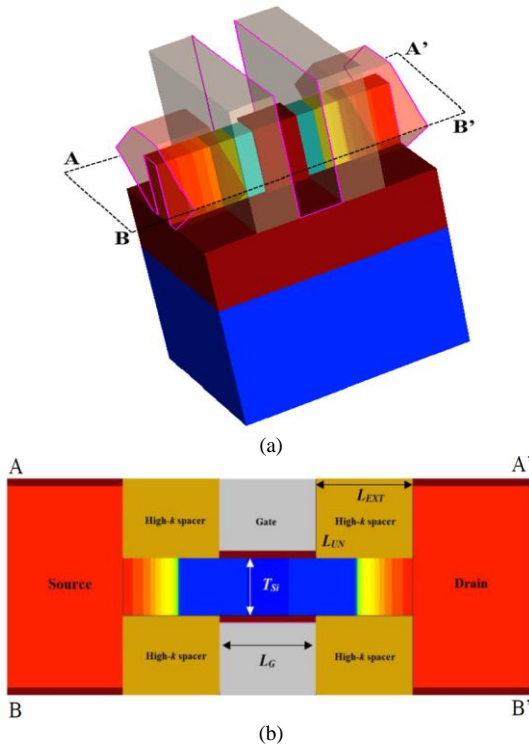 A'
A
B'
B
(a)
A A'
L_EXT
High-k spacer Gate High-k spacer
L_UN
Source T_Si Drain
High-k spacer High-k spacer
L_G
B B'
(b)